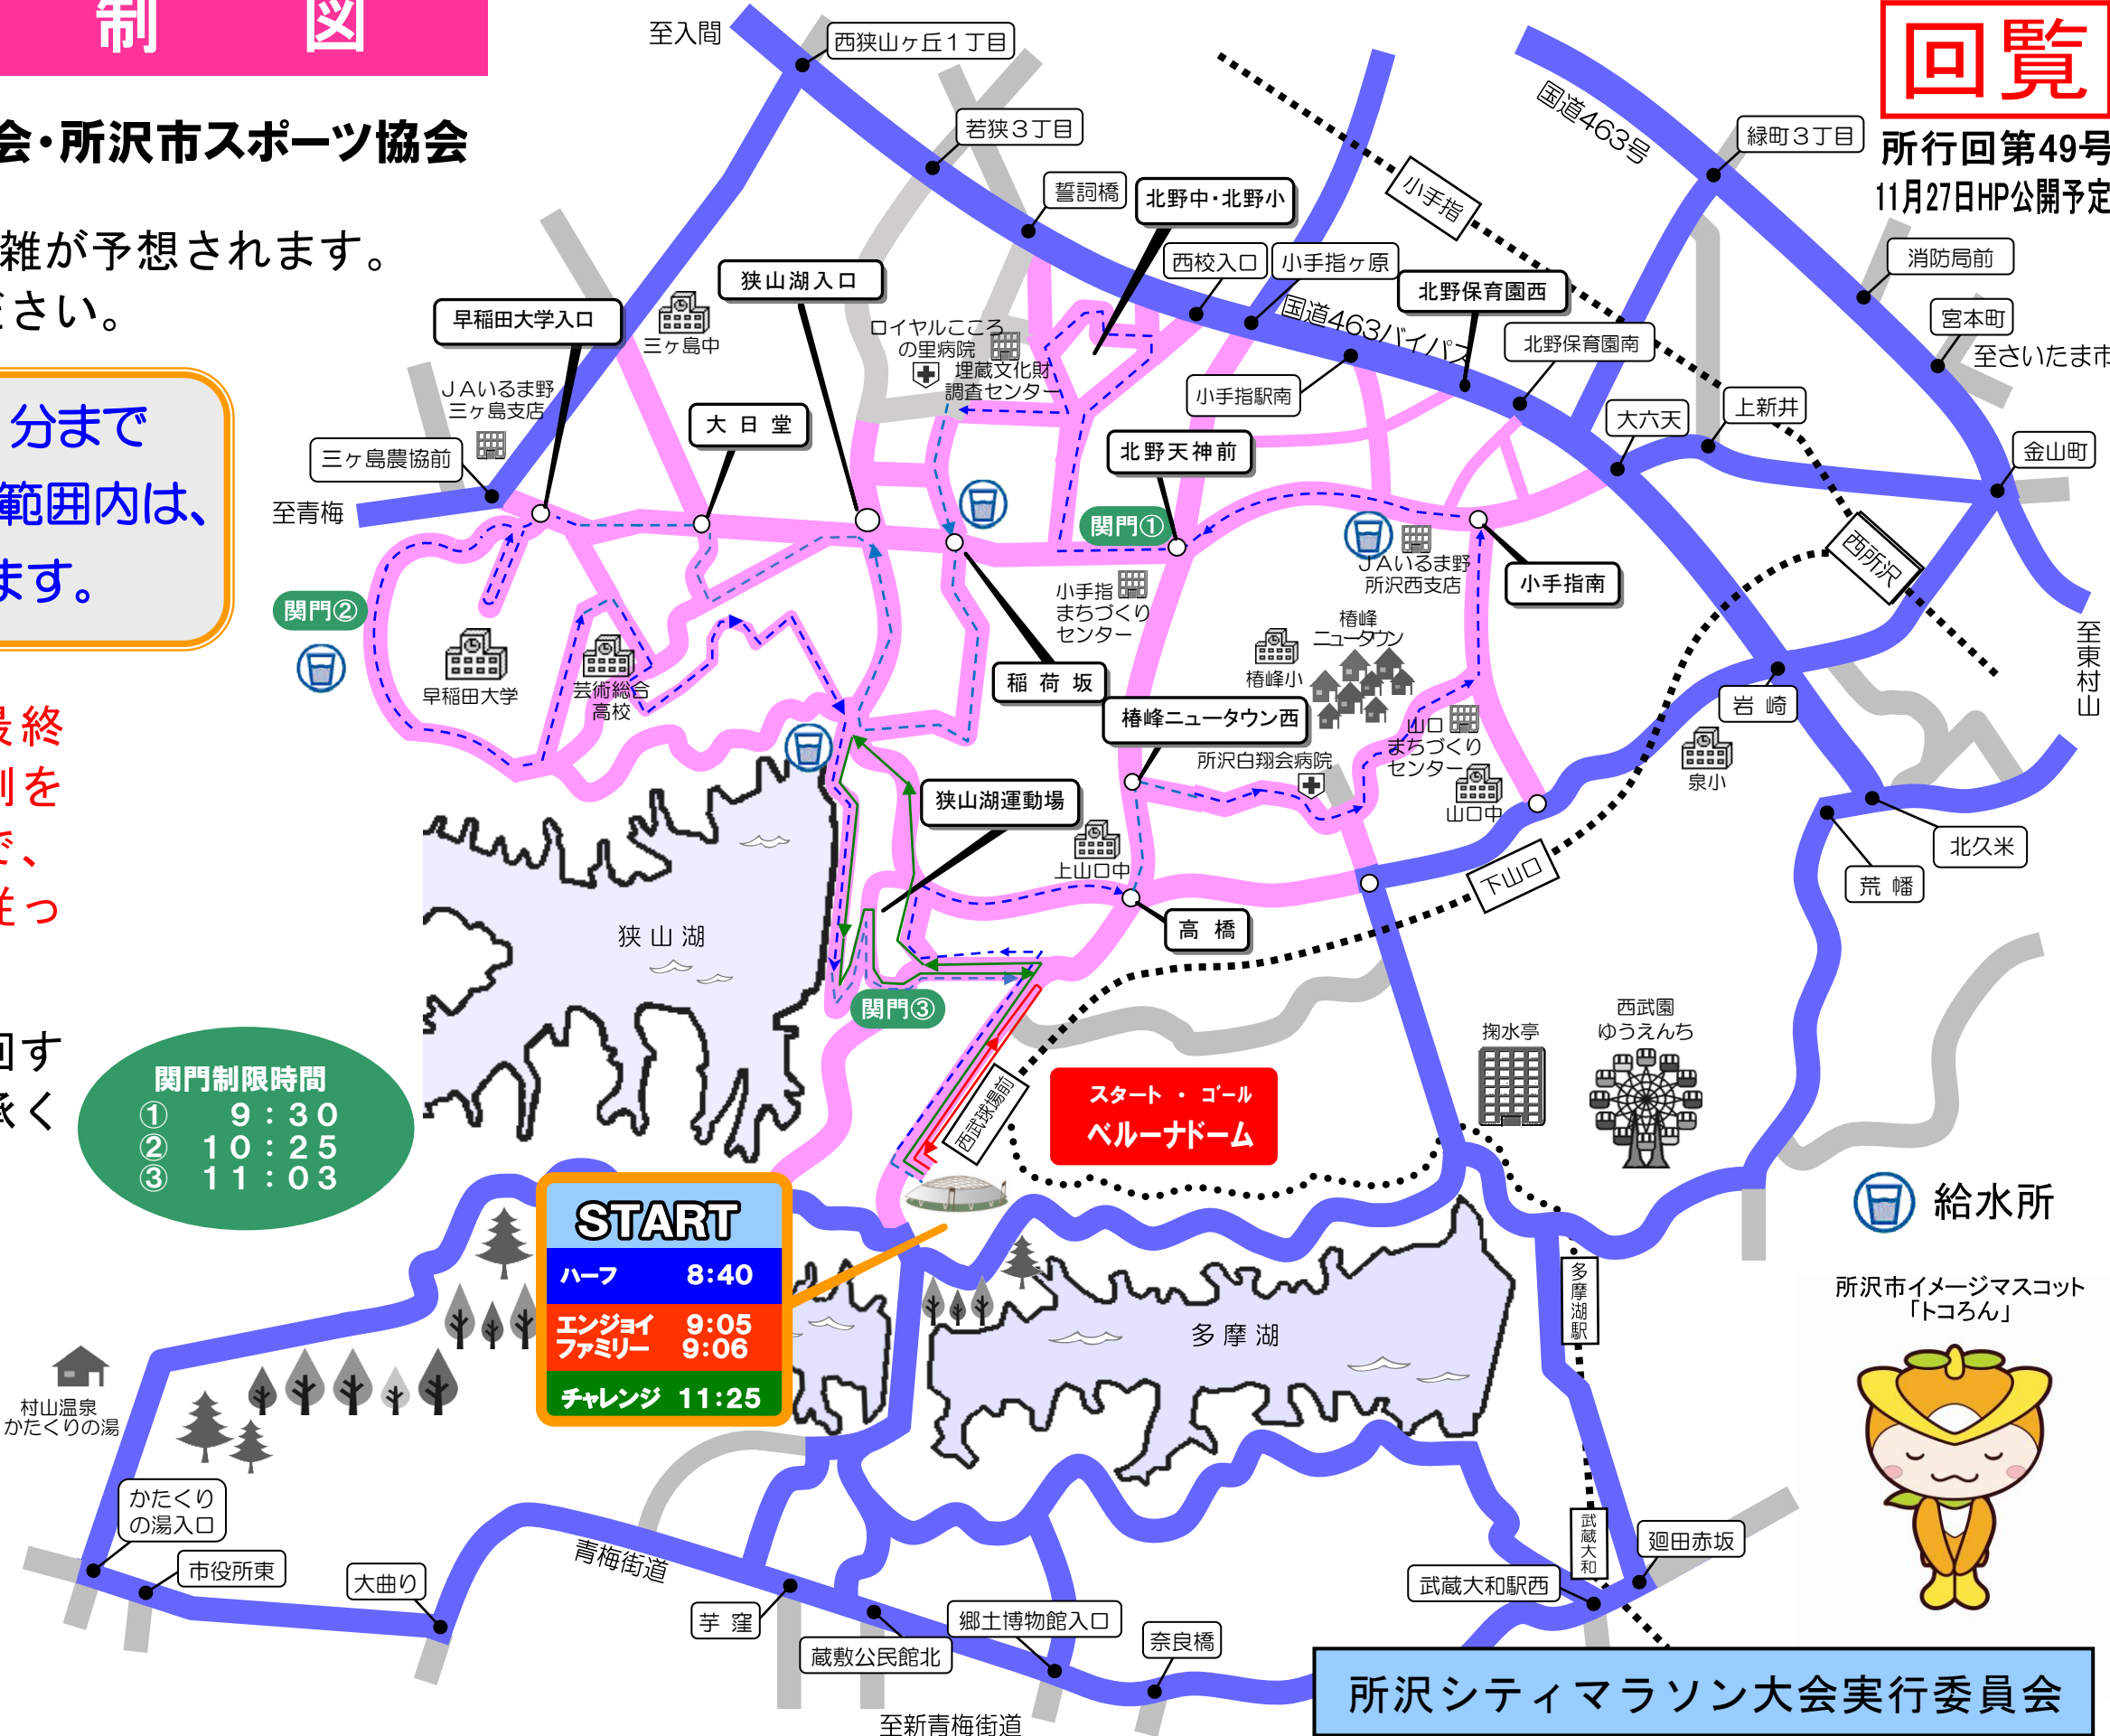 制　図
会・所沢市スポーツ協会
雑が予想されます。
ださい。
分まで
範囲内は、
ます。
最終
則を
で、
従っ
回す
承く
回覧
所行回第49号
11月27日HP公開予定
至入間
西狭山ヶ丘１丁目
若狭３丁目
誓詞橋
北野中・北野小
西校入口
小手指ヶ原
小手指
国道463号
緑町３丁目
消防局前
宮本町
至さいたま市
国道463バイパス
北野保育園西
北野保育園南
小手指駅南
大六天
上新井
金山町
早稲田大学入口
三ヶ島中
狭山湖入口
ロイヤルこころ
の里病院
埋蔵文化財
調査センター
ＪＡいるま野
三ヶ島支店
三ヶ島農協前
大日堂
北野天神前
至青梅
関門①
ＪＡいるま野
所沢西支店
小手指南
西所沢
関門②
早稲田大学
芸術総合
高校
小手指
まちづくり
センター
稲荷坂
椿峰
ニュータウン
椿峰小
椿峰ニュータウン西
所沢白翔会病院
山口
まちづくり
センター
山口中
岩崎
泉小
至東村山
北久米
荒幡
狭山湖運動場
上山口中
下山口
高橋
狭山湖
関門③
関門制限時間
①　９：３０
②　１０：２５
③　１１：０３
西武球場前
スタート ・ ゴール
ベルーナドーム
掬水亭
西武園
ゆうえんち
START
ハーフ 8:40
エンジョイ 9:05
ファミリー 9:06
チャレンジ 11:25
多摩湖
多摩湖駅
給水所
所沢市イメージマスコット
「トコろん」
村山温泉
かたくりの湯
かたくり
の湯入口
市役所東
大曲り
青梅街道
芋窪
蔵敷公民館北
郷土博物館入口
奈良橋
至新青梅街道
武蔵大和
武蔵大和駅西
廻田赤坂
所沢シティマラソン大会実行委員会